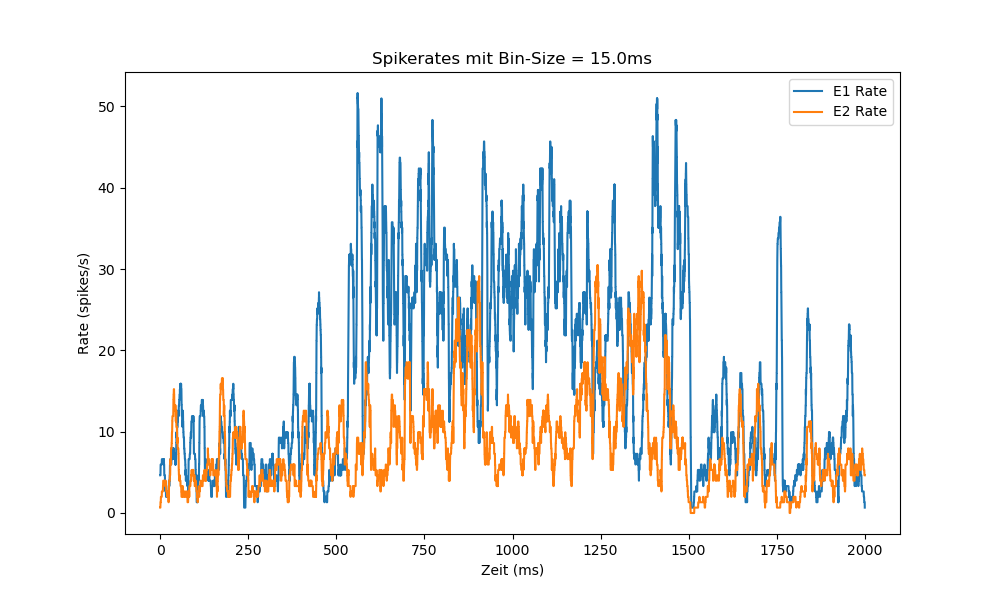 Spikerates mit Bin-Size = 15.0ms
E1 Rate
E2 Rate
Rate (spikes/s)
50
40
30
20
10
0
0 250 500 750 1000 1250 1500 1750 2000
Zeit (ms)